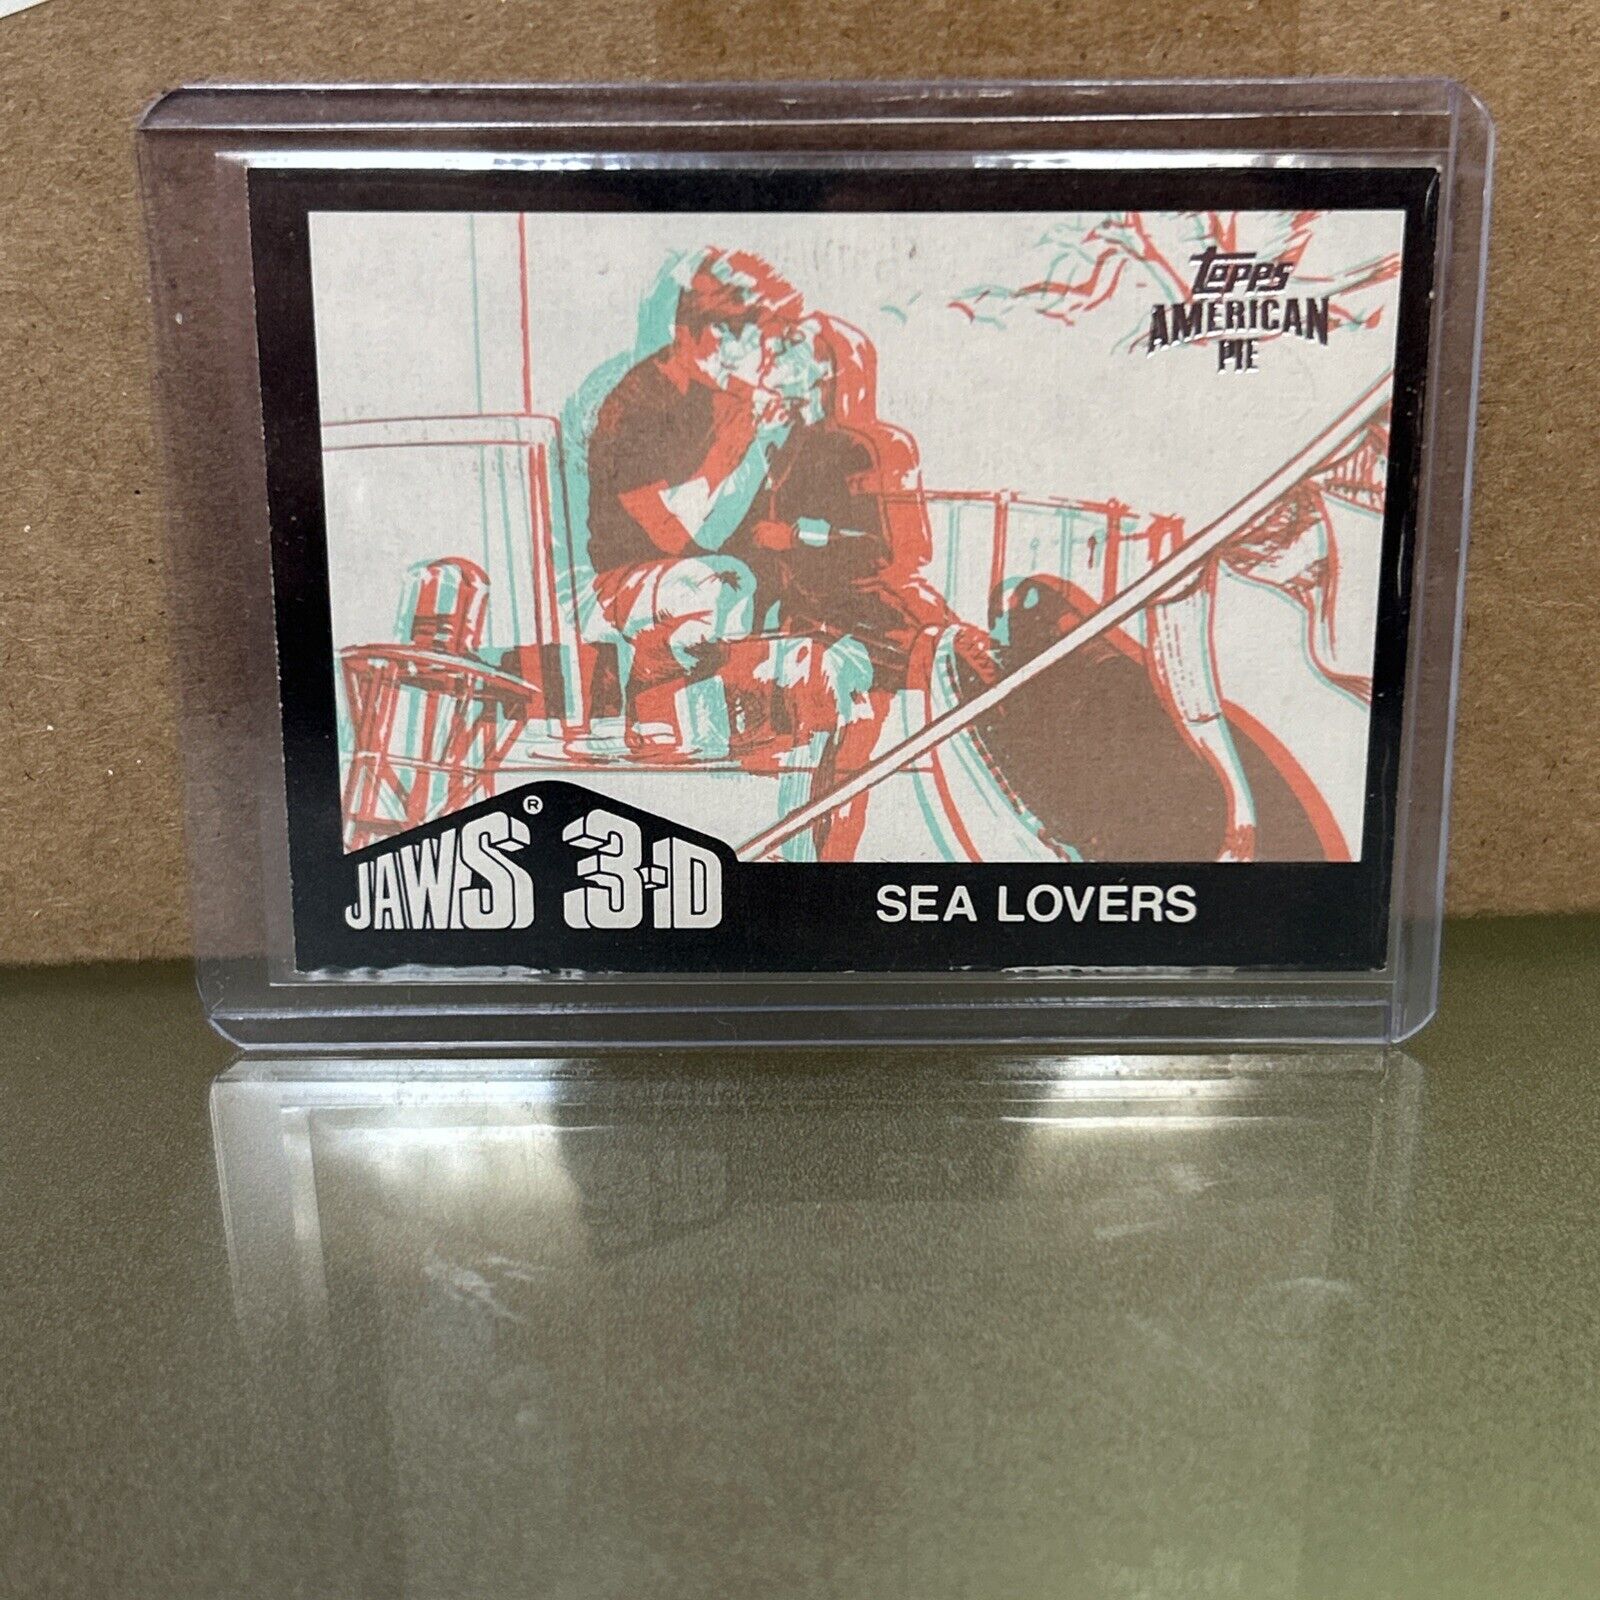 topps
AMERICAN
PIE
JAWS® 3-D
SEA LOVERS